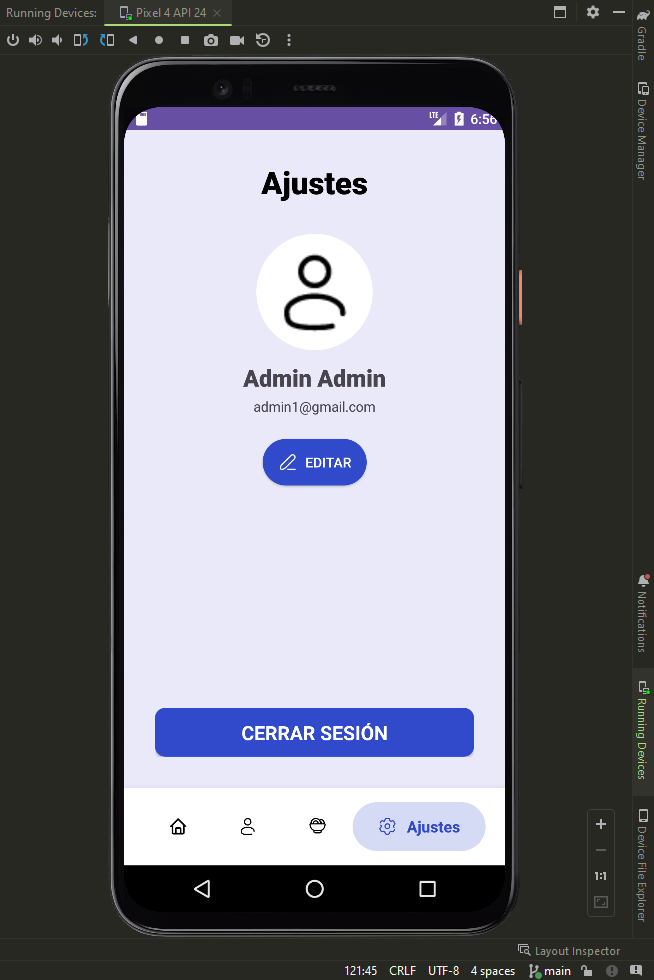 Running Devices:
Pixel 4 API 24
Gradle
Device Manager
LTE
6:56
Ajustes
Admin Admin
admin1@gmail.com
EDITAR
CERRAR SESIÓN
Ajustes
Notifications
Running Devices
Device File Explorer
1:1
Layout Inspector
121:45 CRLF UTF-8 4 spaces main